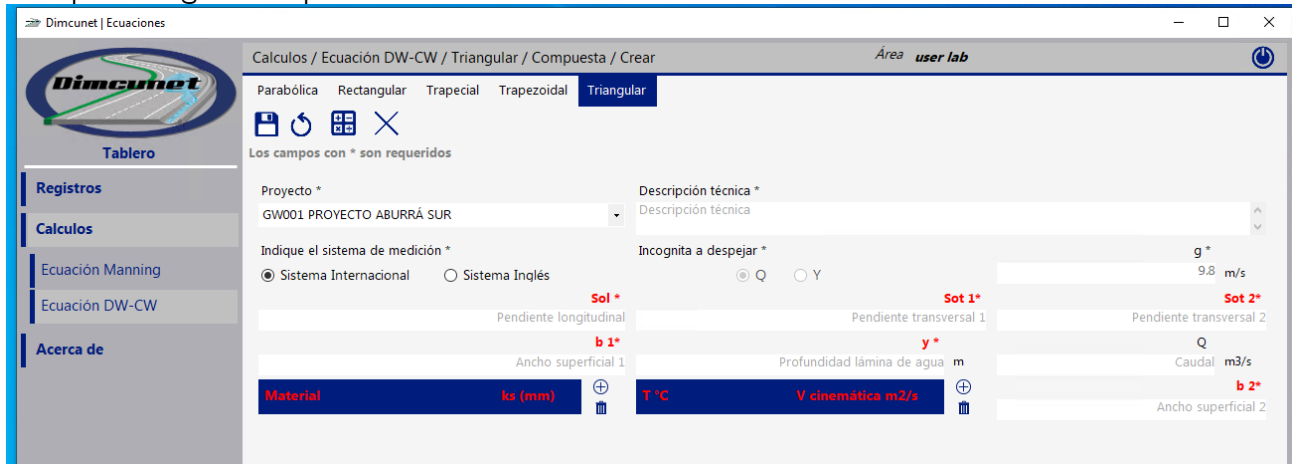 Dimcunet | Ecuaciones
Dimcunet
Tablero
Registros
Calculos
Ecuación Manning
Ecuación DW-CW
Acerca de
Calculos / Ecuación DW-CW / Triangular / Compuesta / Crear
Área user lab
Parabólica Rectangular Trapecial Trapezoidal Triangular
Los campos con * son requeridos
Proyecto * Descripción técnica *
GW001 PROYECTO ABURRÁ SUR Descripción técnica
Indique el sistema de medición * Incognita a despejar * g *
Sistema Internacional Sistema Inglés Q Y 9.8 m/s
Sol * Sot 1* Sot 2*
Pendiente longitudinal Pendiente transversal 1 Pendiente transversal 2
b 1* y * Q
Ancho superficial 1 Profundidad lámina de agua m Caudal m3/s
Material ks (mm) T °C V cinemática m2/s b 2*
Ancho superficial 2